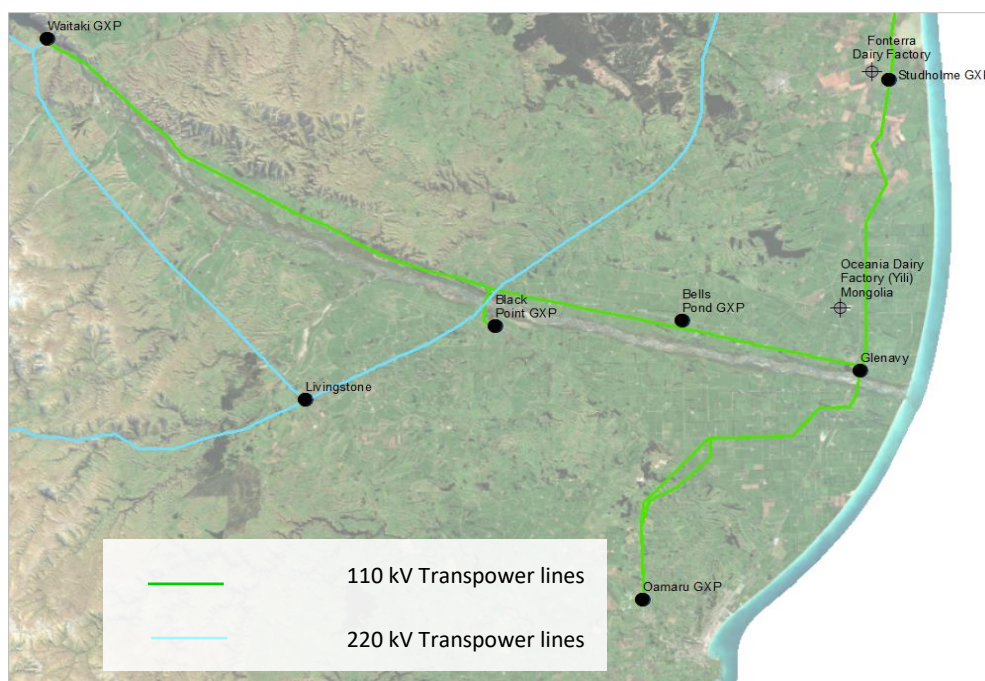 Waitaki GXP
Fonterra
Dairy Factory
Studholme GXP
Oceania Dairy
Factory (Yili)
Mongolia
Bells
Pond GXP
Black
Point GXP
Glenavy
Livingstone
Oamaru GXP
110 kV Transpower lines
220 kV Transpower lines